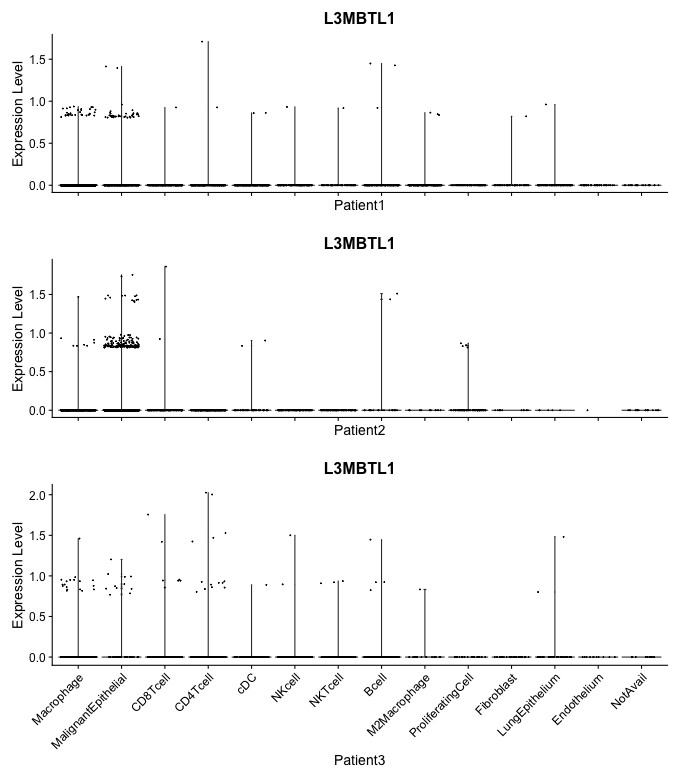 L3MBTL1
Expression Level
1.5
1.0
0.5
0.0
Patient1
L3MBTL1
Expression Level
1.5
1.0
0.5
0.0
Patient2
L3MBTL1
Expression Level
2.0
1.5
1.0
0.5
0.0
Macrophage
MalignantEpithelial
CD8Tcell
CD4Tcell
cDC
NKcell
NKTcell
Bcell
M2Macrophage
ProliferatingCell
Fibroblast
LungEpithelium
Endothelium
NotAvail
Patient3